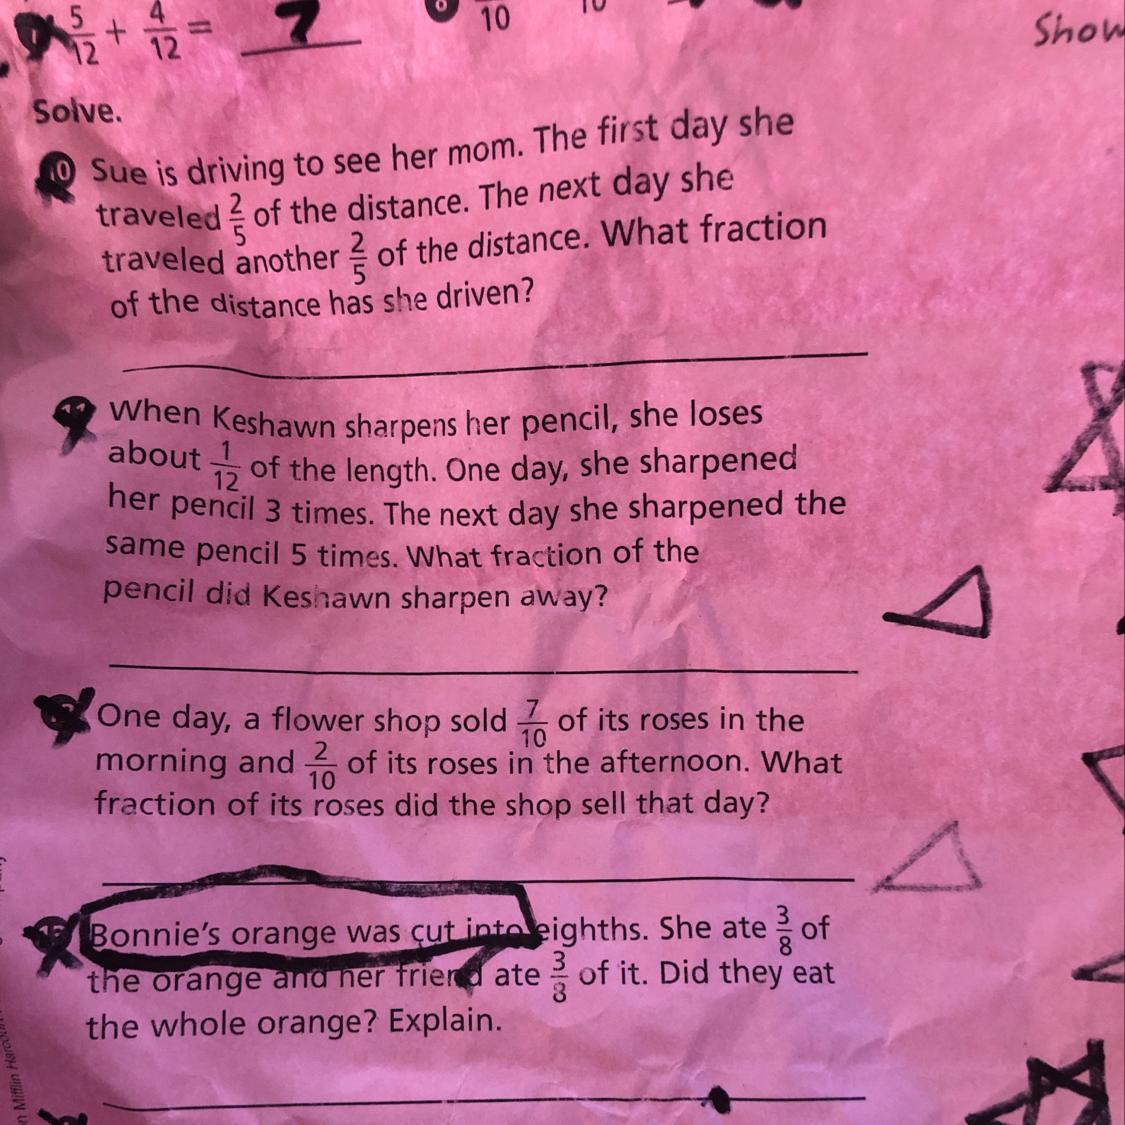 5/12 + 4/12 = 7
10
10
Show
Solve.
10 Sue is driving to see her mom. The first day she
traveled 2/5 of the distance. The next day she
traveled another 2/5 of the distance. What fraction
of the distance has she driven?
When Keshawn sharpens her pencil, she loses
about 1/12 of the length. One day, she sharpened
her pencil 3 times. The next day she sharpened the
same pencil 5 times. What fraction of the
pencil did Keshawn sharpen away?
One day, a flower shop sold 7/10 of its roses in the
morning and 2/10 of its roses in the afternoon. What
fraction of its roses did the shop sell that day?
Bonnie's orange was cut into eighths. She ate 3/8 of
the orange and her friend ate 3/8 of it. Did they eat
the whole orange? Explain.